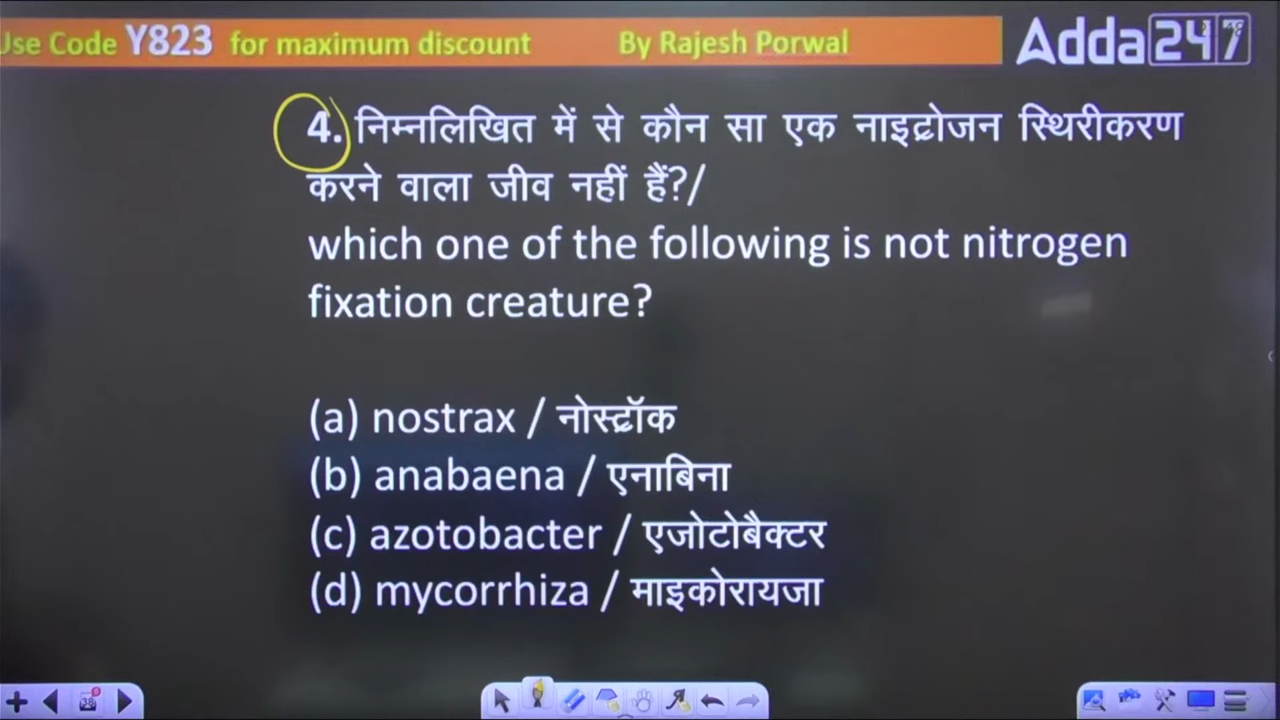 Use Code Y823 for maximum discount By Rajesh Porwal Adda247
4. निम्नलिखित में से कौन सा एक नाइट्रोजन स्थिरीकरण
करने वाला जीव नहीं हैं?/
which one of the following is not nitrogen
fixation creature?
(a) nostrax / नोस्ट्रॉक
(b) anabaena / एनाबिना
(c) azotobacter / एजोटोबैक्टर
(d) mycorrhiza / माइकोरायजा